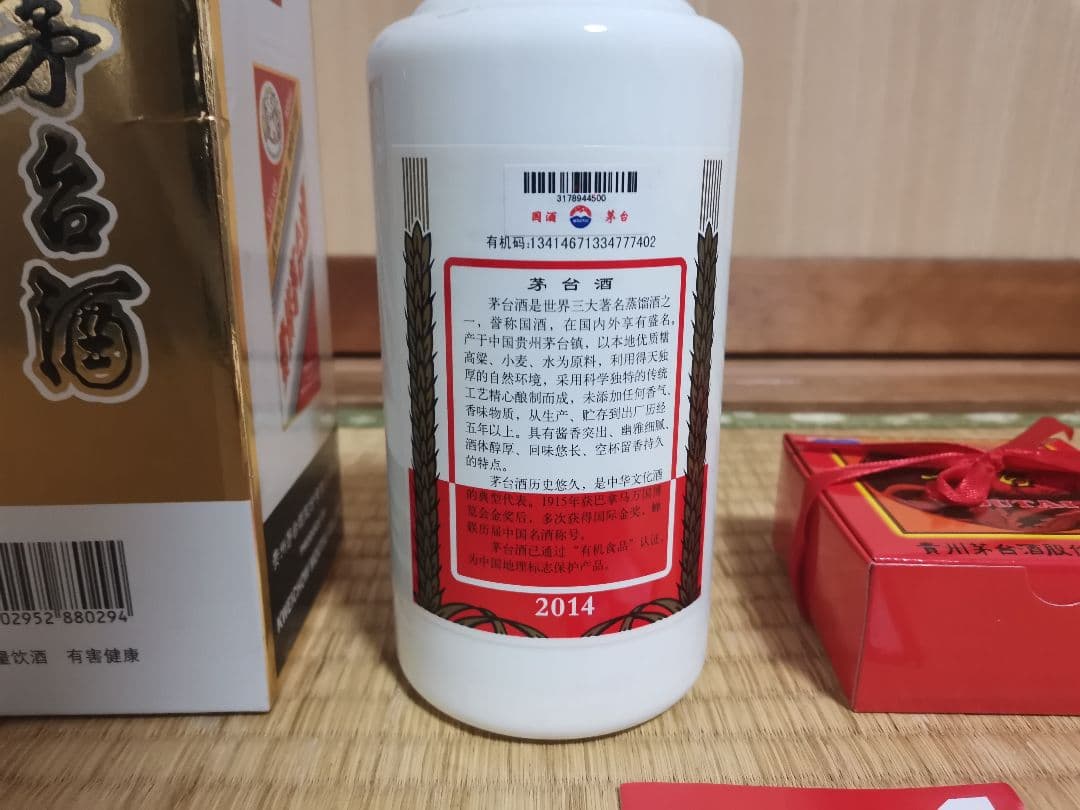 茅
台
酒
02952 880294
量饮酒 有害健康
3178944500
国酒 茅台
有机码:13414671334777402
茅台酒
茅台酒是世界三大著名蒸馏酒之
一，誉称国酒，在国内外享有盛名。
产于中国贵州茅台镇，以本地优质糯
高粱、小麦、水为原料，利用得天独
厚的自然环境，采用科学独特的传统
工艺精心酿制而成，未添加任何香气、
香味物质，从生产、贮存到出厂历经
五年以上。具有酱香突出、幽雅细腻、
酒体醇厚、回味悠长、空杯留香持久
的特点。
茅台酒历史悠久，是中华文化酒
的典型代表。1915年获巴拿马万国博
览会金奖后，多次获得国际金奖，蝉
联历届中国名酒称号。
茅台酒已通过“有机食品”认证，
为中国地理标志保护产品。
2014
贵州茅台酒股份